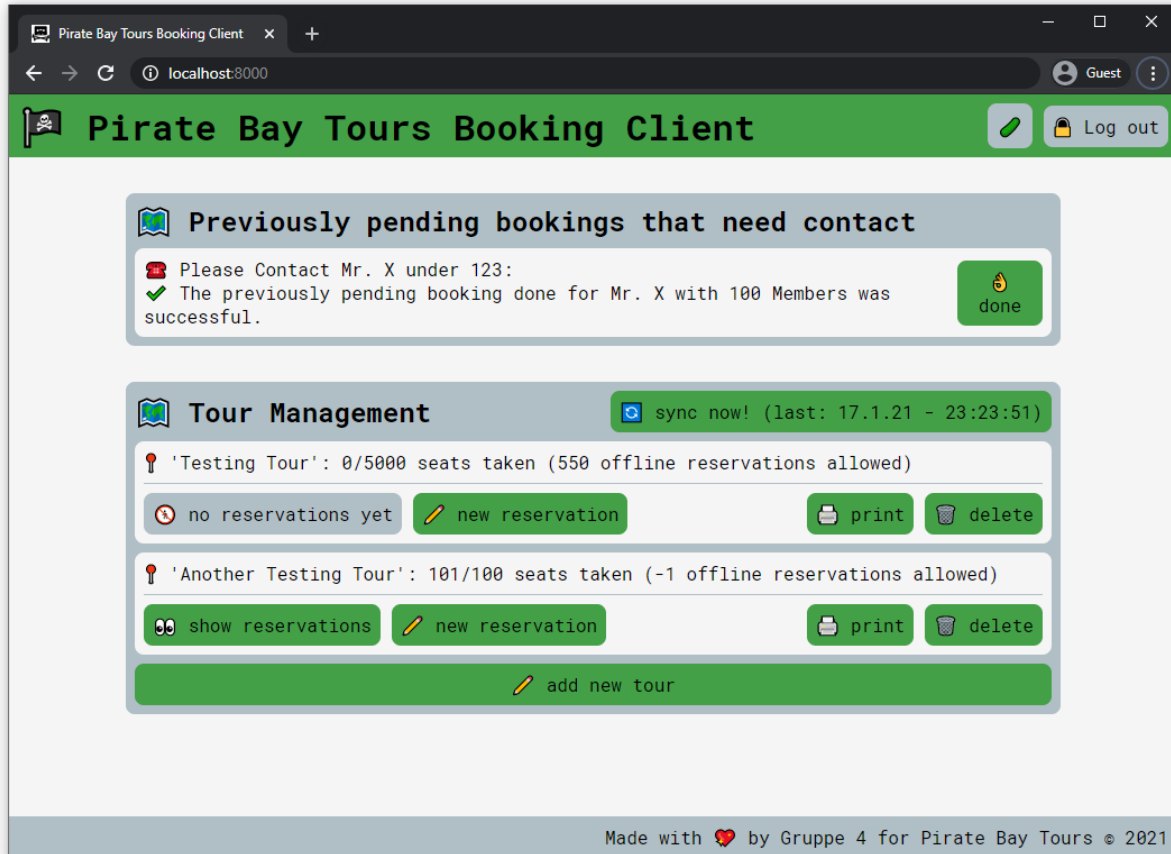 Pirate Bay Tours Booking Client
localhost:8000
Guest
Pirate Bay Tours Booking Client
Log out
Previously pending bookings that need contact
Please Contact Mr. X under 123:
The previously pending booking done for Mr. X with 100 Members was
successful.
done
Tour Management
sync now! (last: 17.1.21 - 23:23:51)
'Testing Tour': 0/5000 seats taken (550 offline reservations allowed)
no reservations yet
new reservation
print
delete
'Another Testing Tour': 101/100 seats taken (-1 offline reservations allowed)
show reservations
new reservation
print
delete
add new tour
Made with 💖 by Gruppe 4 for Pirate Bay Tours © 2021